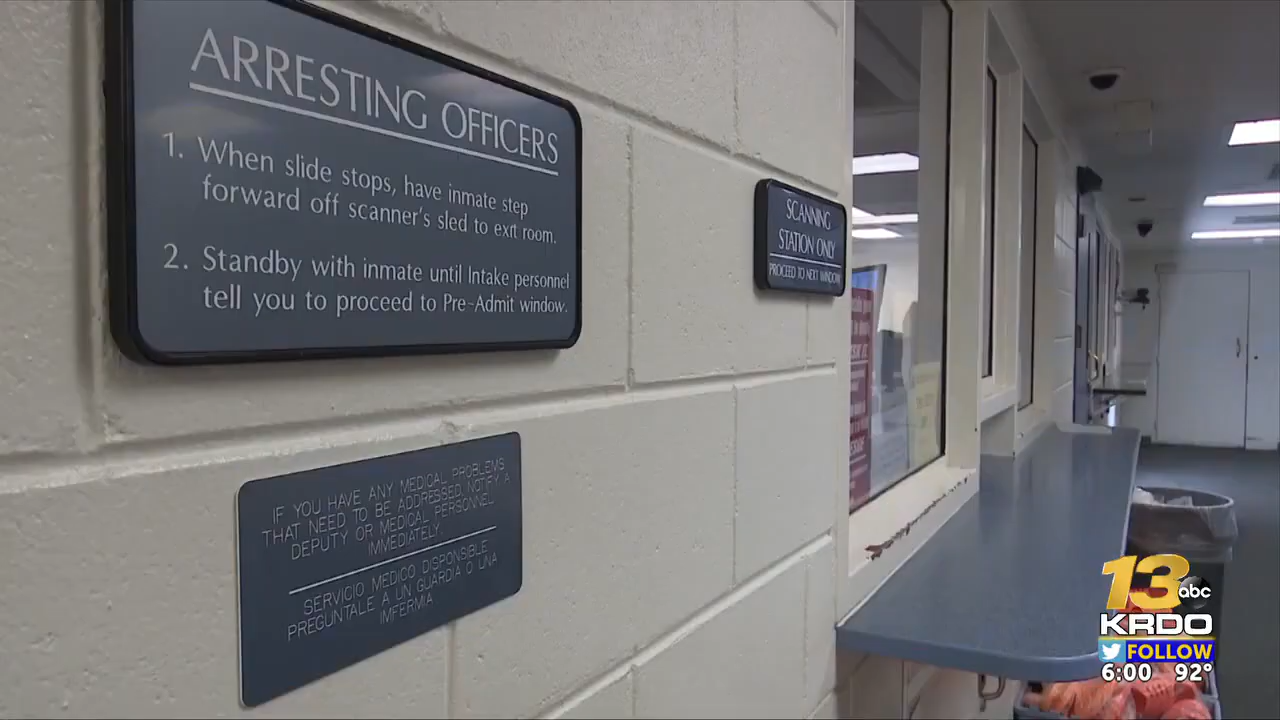 ARRESTING OFFICERS
1. When slide stops, have inmate step
forward off scanner's sled to exit room.
2. Standby with inmate until Intake personnel
tell you to proceed to Pre-Admit window.
SCANNING
STATION ONLY
PROCEED TO NEXT WINDOW
IF YOU HAVE ANY MEDICAL PROBLEMS
THAT NEED TO BE ADDRESSED NOTIFY A
DEPUTY OR MEDICAL PERSONNEL
IMMEDIATELY.
SERVICIO MEDICO DISPONSIBLE
PREGUNTALE A UN GUARDIA O UNA
IMFERMIA
13 abc
KRDO
FOLLOW
6:00 92°